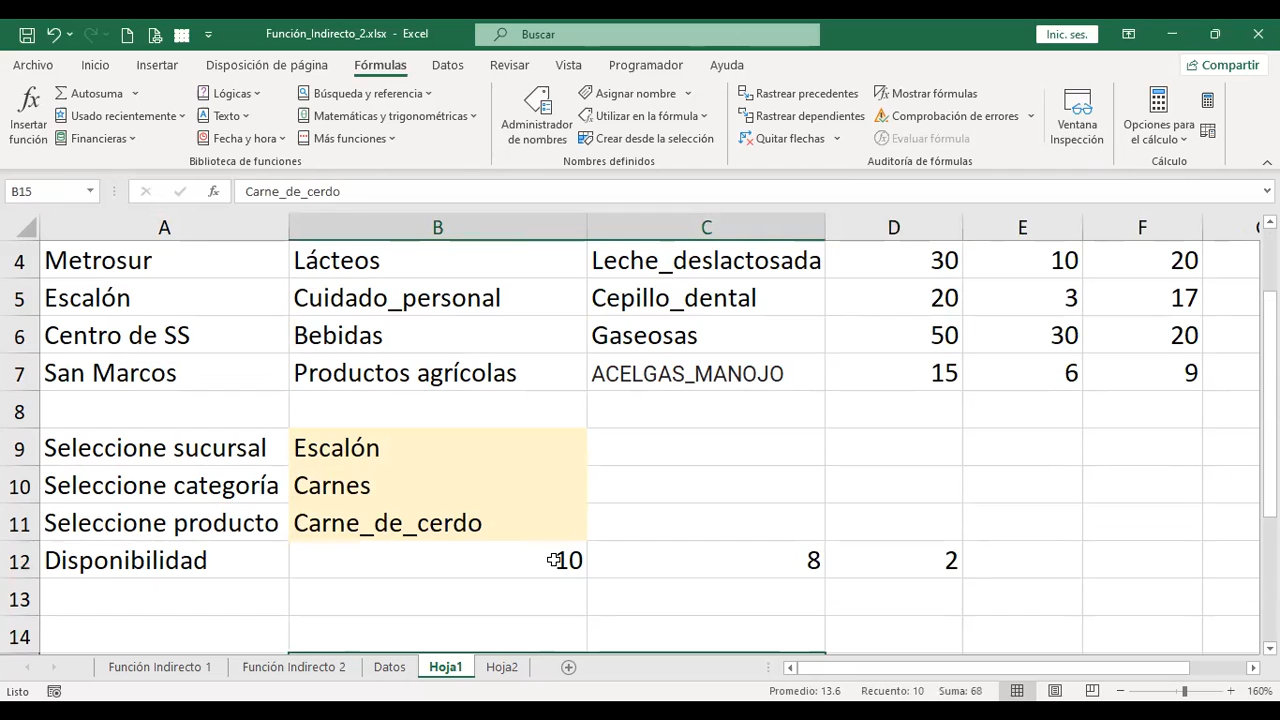 Función_Indirecto_2.xlsx - Excel
Buscar
Inic. ses.
Archivo Inicio Insertar Disposición de página Fórmulas Datos Revisar Vista Programador Ayuda Compartir
fx Insertar función
Autosuma
Usado recientemente
Financieras
Lógicas
Texto
Fecha y hora
Búsqueda y referencia
Matemáticas y trigonométricas
Más funciones
Biblioteca de funciones
Administrador de nombres
Asignar nombre
Utilizar en la fórmula
Crear desde la selección
Nombres definidos
Rastrear precedentes
Rastrear dependientes
Quitar flechas
Mostrar fórmulas
Comprobación de errores
Evaluar fórmula
Auditoría de fórmulas
Ventana Inspección
Opciones para el cálculo
Cálculo
B15 fx Carne_de_cerdo
A B C D E F
4 Metrosur Lácteos Leche_deslactosada 30 10 20
5 Escalón Cuidado_personal Cepillo_dental 20 3 17
6 Centro de SS Bebidas Gaseosas 50 30 20
7 San Marcos Productos agrícolas ACELGAS_MANOJO 15 6 9
8
9 Seleccione sucursal Escalón
10 Seleccione categoría Carnes
11 Seleccione producto Carne_de_cerdo
12 Disponibilidad 10 8 2
13
14
Función Indirecto 1 Función Indirecto 2 Datos Hoja1 Hoja2
Listo Promedio: 13.6 Recuento: 10 Suma: 68 160%